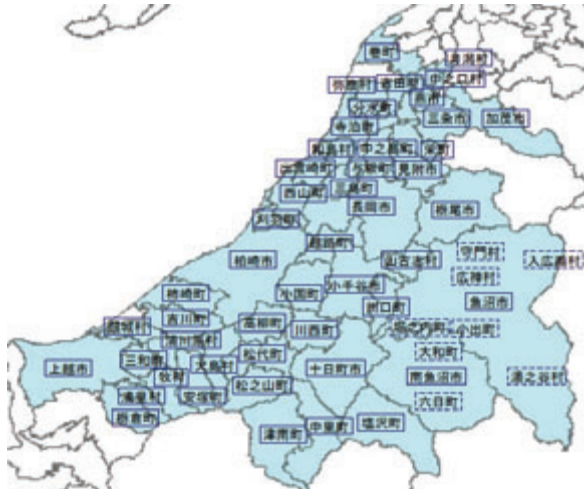 巻町
潟東村
弥彦村
吉田町
中之口村
分水町
燕市
三条市
加茂市
寺泊町
和島村
中之島町
栄町
出雲崎町
与板町
見附市
西山町
三島町
長岡市
栃尾市
刈羽村
越路町
柏崎市
山古志村
守門村
入広瀬村
広神村
柿崎町
小国町
小千谷市
魚沼市
川口町
吉川町
頸城村
高柳町
川西町
堀之内町
小出町
浦川原村
大和町
上越市
三和村
大島村
松代町
十日町市
牧村
南魚沼市
湯之谷村
松之山町
清里村
安塚町
六日町
板倉町
津南町
中里村
塩沢町